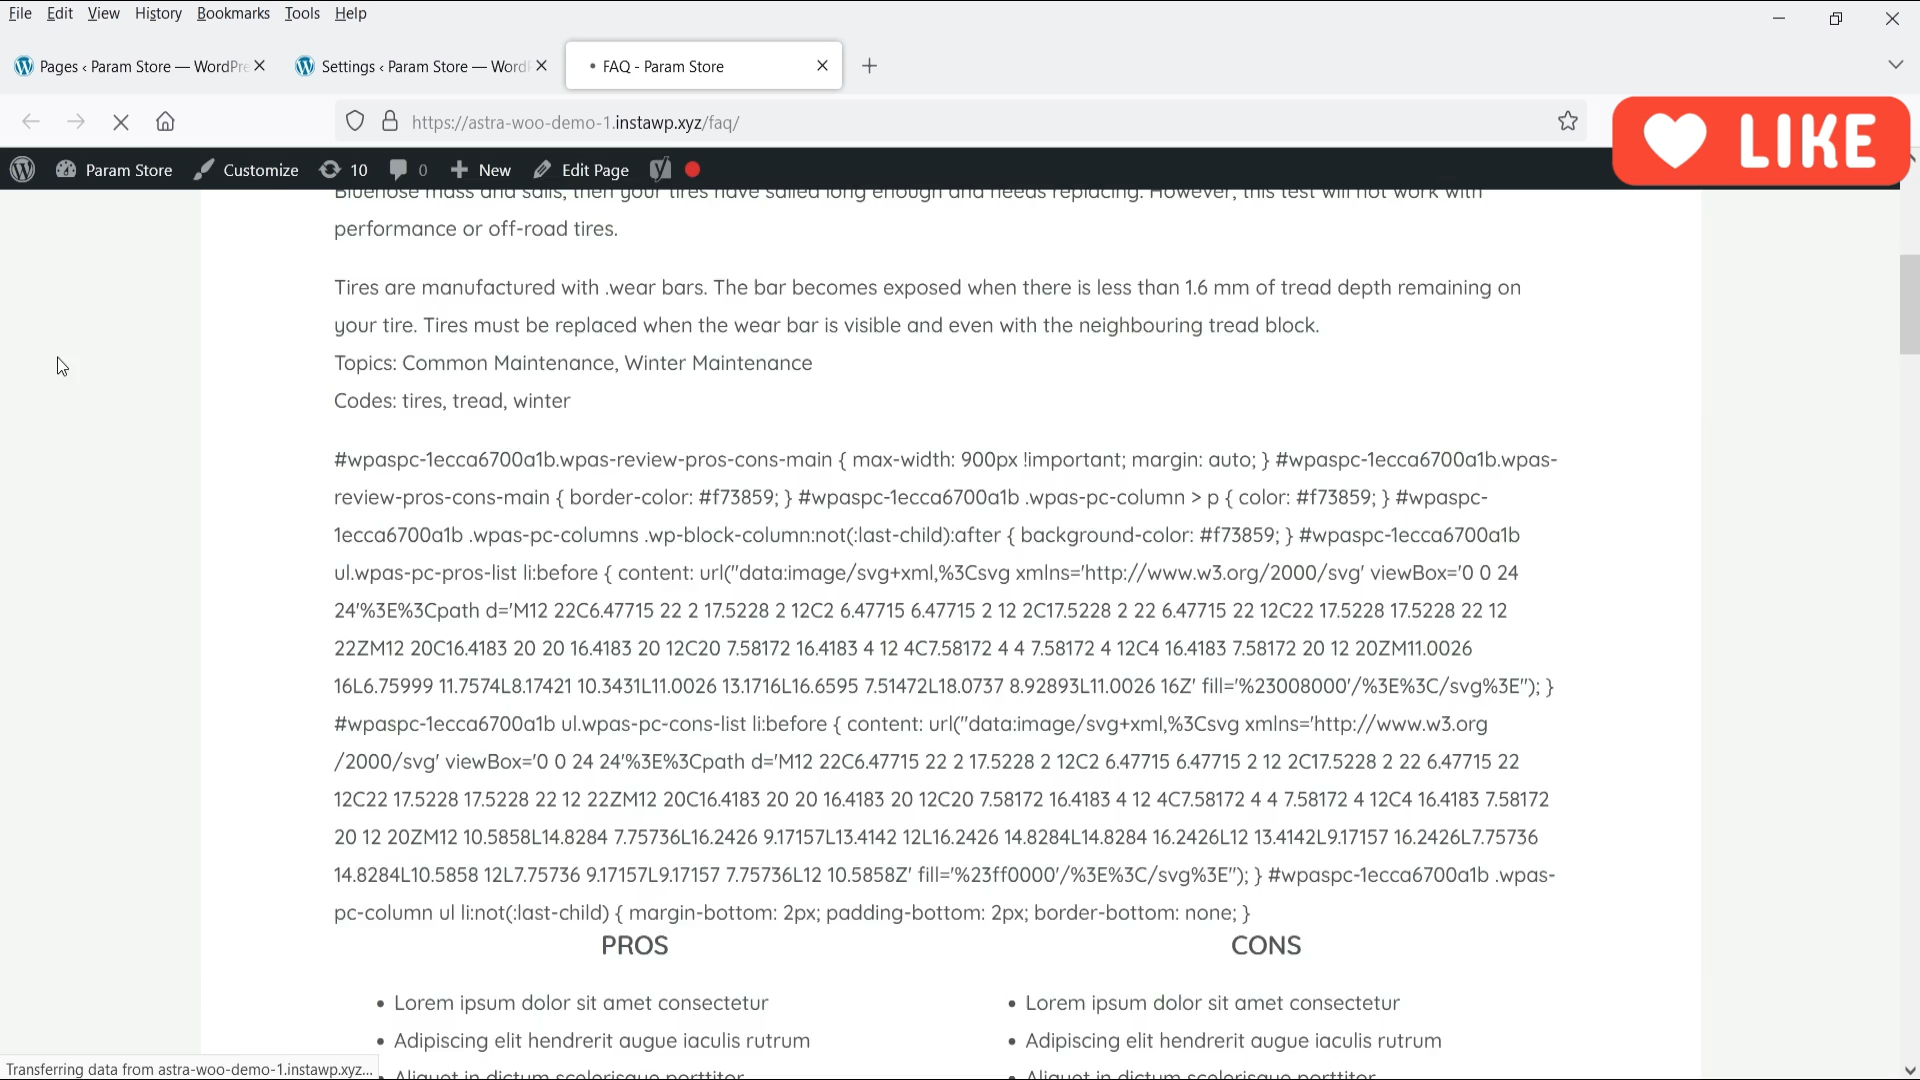 File Edit View History Bookmarks Tools Help
Pages ‹ Param Store — WordPre
Settings ‹ Param Store — Word
• FAQ - Param Store
https://astra-woo-demo-1.instawp.xyz/faq/
LIKE
Param Store Customize 10 0 New Edit Page
Bluenose mass and sails, then your tires have sailed long enough and needs replacing. However, this test will not work with
performance or off-road tires.
Tires are manufactured with .wear bars. The bar becomes exposed when there is less than 1.6 mm of tread depth remaining on
your tire. Tires must be replaced when the wear bar is visible and even with the neighbouring tread block.
Topics: Common Maintenance, Winter Maintenance
Codes: tires, tread, winter
#wpaspc-1ecca6700a1b.wpas-review-pros-cons-main { max-width: 900px !important; margin: auto; } #wpaspc-1ecca6700a1b.wpas-
review-pros-cons-main { border-color: #f73859; } #wpaspc-1ecca6700a1b .wpas-pc-column > p { color: #f73859; } #wpaspc-
1ecca6700a1b .wpas-pc-columns .wp-block-column:not(:last-child):after { background-color: #f73859; } #wpaspc-1ecca6700a1b
ul.wpas-pc-pros-list li:before { content: url("data:image/svg+xml,%3Csvg xmlns='http://www.w3.org/2000/svg' viewBox='0 0 24
24'%3E%3Cpath d='M12 22C6.47715 22 2 17.5228 2 12C2 6.47715 6.47715 2 12 2C17.5228 2 22 6.47715 22 12C22 17.5228 17.5228 22 12
22ZM12 20C16.4183 20 20 16.4183 20 12C20 7.58172 16.4183 4 12 4C7.58172 4 4 7.58172 4 12C4 16.4183 7.58172 20 12 20ZM11.0026
16L6.75999 11.7574L8.17421 10.3431L11.0026 13.1716L16.6595 7.51472L18.0737 8.92893L11.0026 16Z' fill='%23008000'/%3E%3C/svg%3E"); }
#wpaspc-1ecca6700a1b ul.wpas-pc-cons-list li:before { content: url("data:image/svg+xml,%3Csvg xmlns='http://www.w3.org
/2000/svg' viewBox='0 0 24 24'%3E%3Cpath d='M12 22C6.47715 22 2 17.5228 2 12C2 6.47715 6.47715 2 12 2C17.5228 2 22 6.47715 22
12C22 17.5228 17.5228 22 12 22ZM12 20C16.4183 20 20 16.4183 20 12C20 7.58172 16.4183 4 12 4C7.58172 4 4 7.58172 4 12C4 16.4183 7.58172
20 12 20ZM12 10.5858L14.8284 7.75736L16.2426 9.17157L13.4142 12L16.2426 14.8284L14.8284 16.2426L12 13.4142L9.17157 16.2426L7.75736
14.8284L10.5858 12L7.75736 9.17157L9.17157 7.75736L12 10.5858Z' fill='%23ff0000'/%3E%3C/svg%3E"); } #wpaspc-1ecca6700a1b .wpas-
pc-column ul li:not(:last-child) { margin-bottom: 2px; padding-bottom: 2px; border-bottom: none; }
PROS
• Lorem ipsum dolor sit amet consectetur
• Adipiscing elit hendrerit augue iaculis rutrum
• Aliquet in dictum scelerisque porttitor
CONS
• Lorem ipsum dolor sit amet consectetur
• Adipiscing elit hendrerit augue iaculis rutrum
• Aliquet in dictum scelerisque porttitor
Transferring data from astra-woo-demo-1.instawp.xyz...